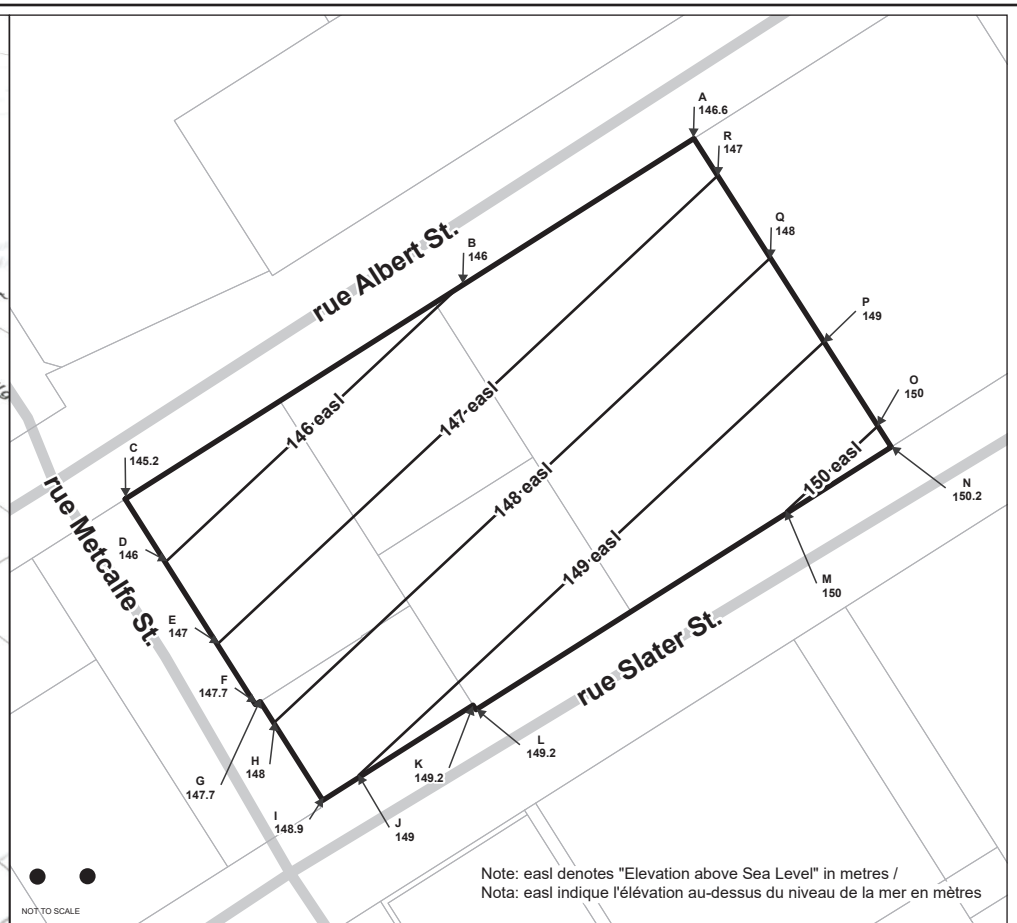 A
146.6
R
147
Q
148
B
146
rue Albert St.
P
149
O
150
147 easl
146 easl
C
145.2
150 easl
148 easl
N
150.2
rue Metcalfe St.
D
146
149 easl
M
150
E
147
rue Slater St.
F
147.7
L
149.2
K
149.2
H
148
G
147.7
I
148.9
J
149
Note: easl denotes "Elevation above Sea Level" in metres /
Nota: easl indique l'élévation au-dessus du niveau de la mer en mètres
NOT TO SCALE